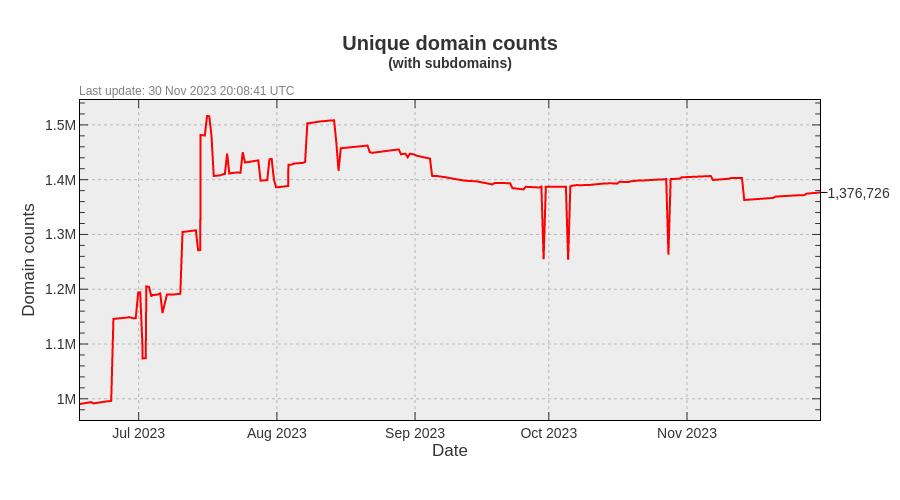 Unique domain counts
(with subdomains)
Last update: 30 Nov 2023 20:08:41 UTC
1.5M
1.4M
1,376,726
1.3M
1.2M
1.1M
1M
Domain counts
Jul 2023
Aug 2023
Sep 2023
Oct 2023
Nov 2023
Date